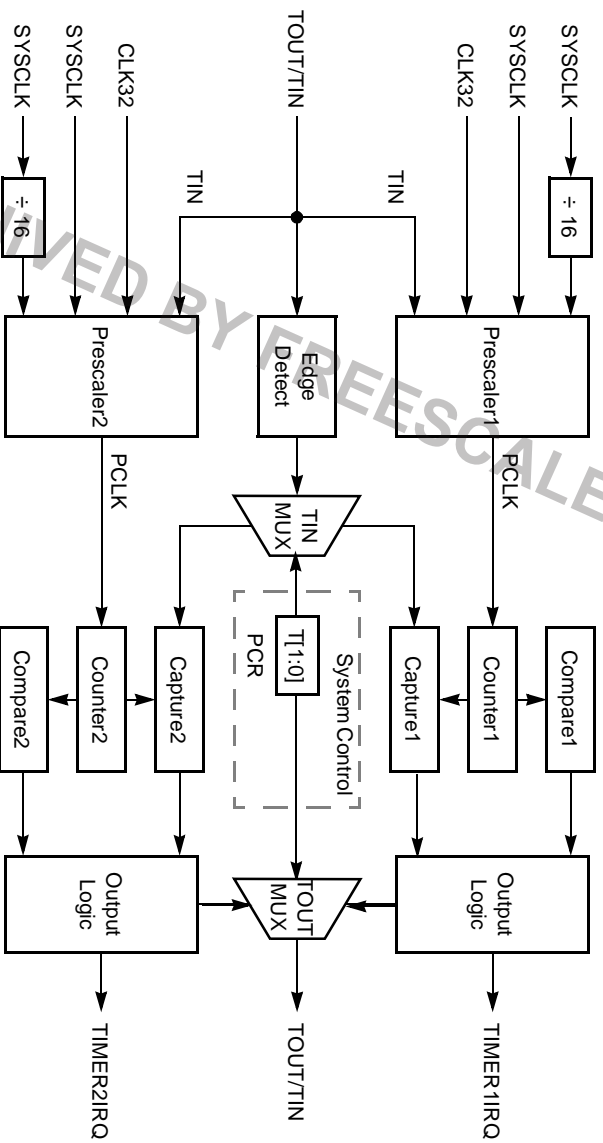 SYSCLK
÷ 16
Compare1
SYSCLK
Prescaler1
PCLK
Counter1
Output
Logic
TIMER1IRQ
CLK32
TIN
Capture1
System Control
TOUT/TIN
Edge
Detect
TIN
MUX
T[1:0]
PCR
TOUT
MUX
TOUT/TIN
TIN
Capture2
CLK32
Prescaler2
PCLK
Counter2
Output
Logic
TIMER2IRQ
SYSCLK
SYSCLK
÷ 16
Compare2
HIVED BY FREESCALE